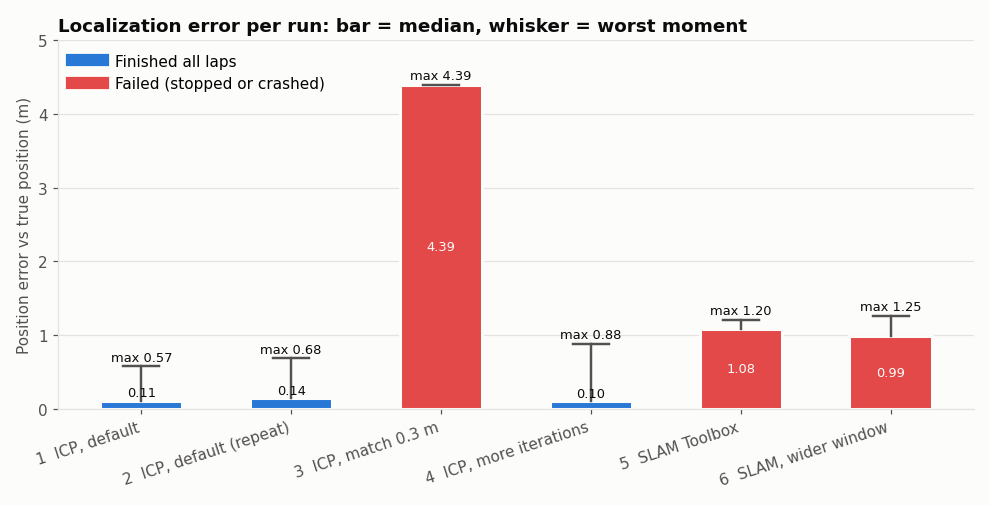 Localization error per run: bar = median, whisker = worst moment
Position error vs true position (m)
5
4
3
2
1
0
Finished all laps
Failed (stopped or crashed)
max 0.57
0.11
max 0.68
0.14
max 4.39
4.39
max 0.88
0.10
max 1.20
1.08
max 1.25
0.99
1 ICP, default
2 ICP, default (repeat)
3 ICP, match 0.3 m
4 ICP, more iterations
5 SLAM Toolbox
6 SLAM, wider window